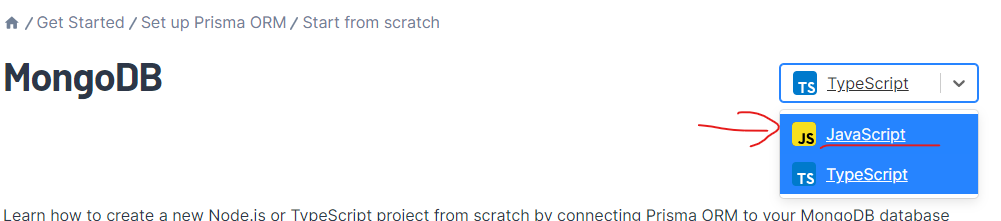 / Get Started / Set up Prisma ORM / Start from scratch
MongoDB
TS TypeScript
JS JavaScript
TS TypeScript
Learn how to create a new Node.js or TypeScript project from scratch by connecting Prisma ORM to your MongoDB database